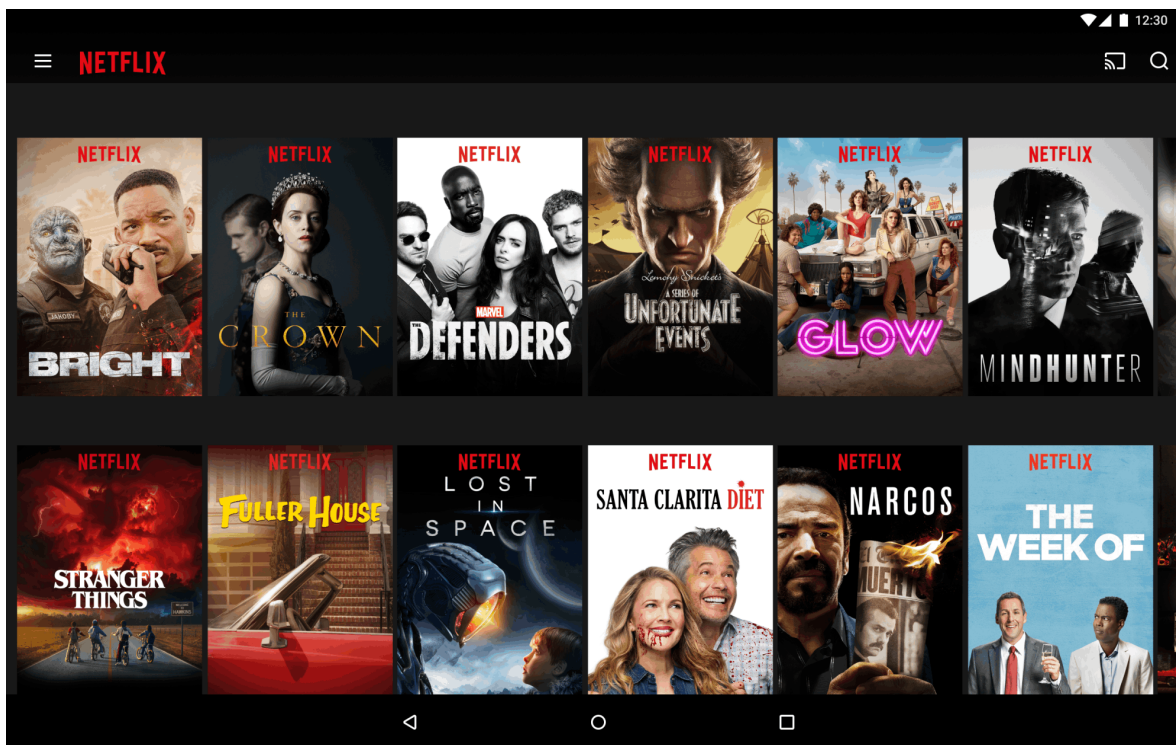 12:30
NETFLIX
NETFLIX
BRIGHT
NETFLIX
THE
CROWN
NETFLIX
MARVEL
THE DEFENDERS
NETFLIX
Lemony Snicket's
A SERIES OF
UNFORTUNATE
EVENTS
NETFLIX
GLOW
NETFLIX
MINDHUNTER
NETFLIX
STRANGER
THINGS
NETFLIX
FULLER HOUSE
NETFLIX
LOST
IN
SPACE
NETFLIX
SANTA CLARITA DIET
NETFLIX
NARCOS
MUERTO
NETFLIX
THE
WEEK OF